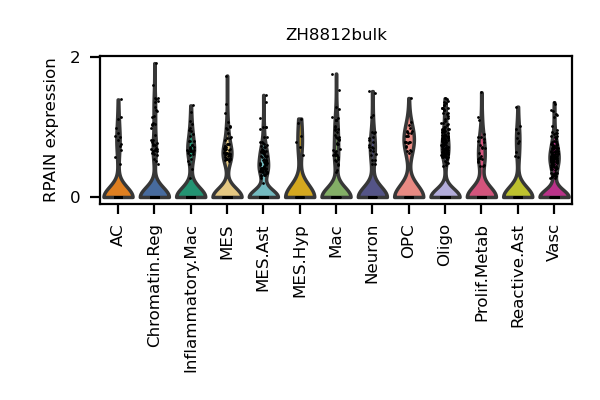 ZH8812bulk
RPAIN expression
2
0
AC
Chromatin.Reg
Inflammatory.Mac
MES
MES.Ast
MES.Hyp
Mac
Neuron
OPC
Oligo
Prolif.Metab
Reactive.Ast
Vasc